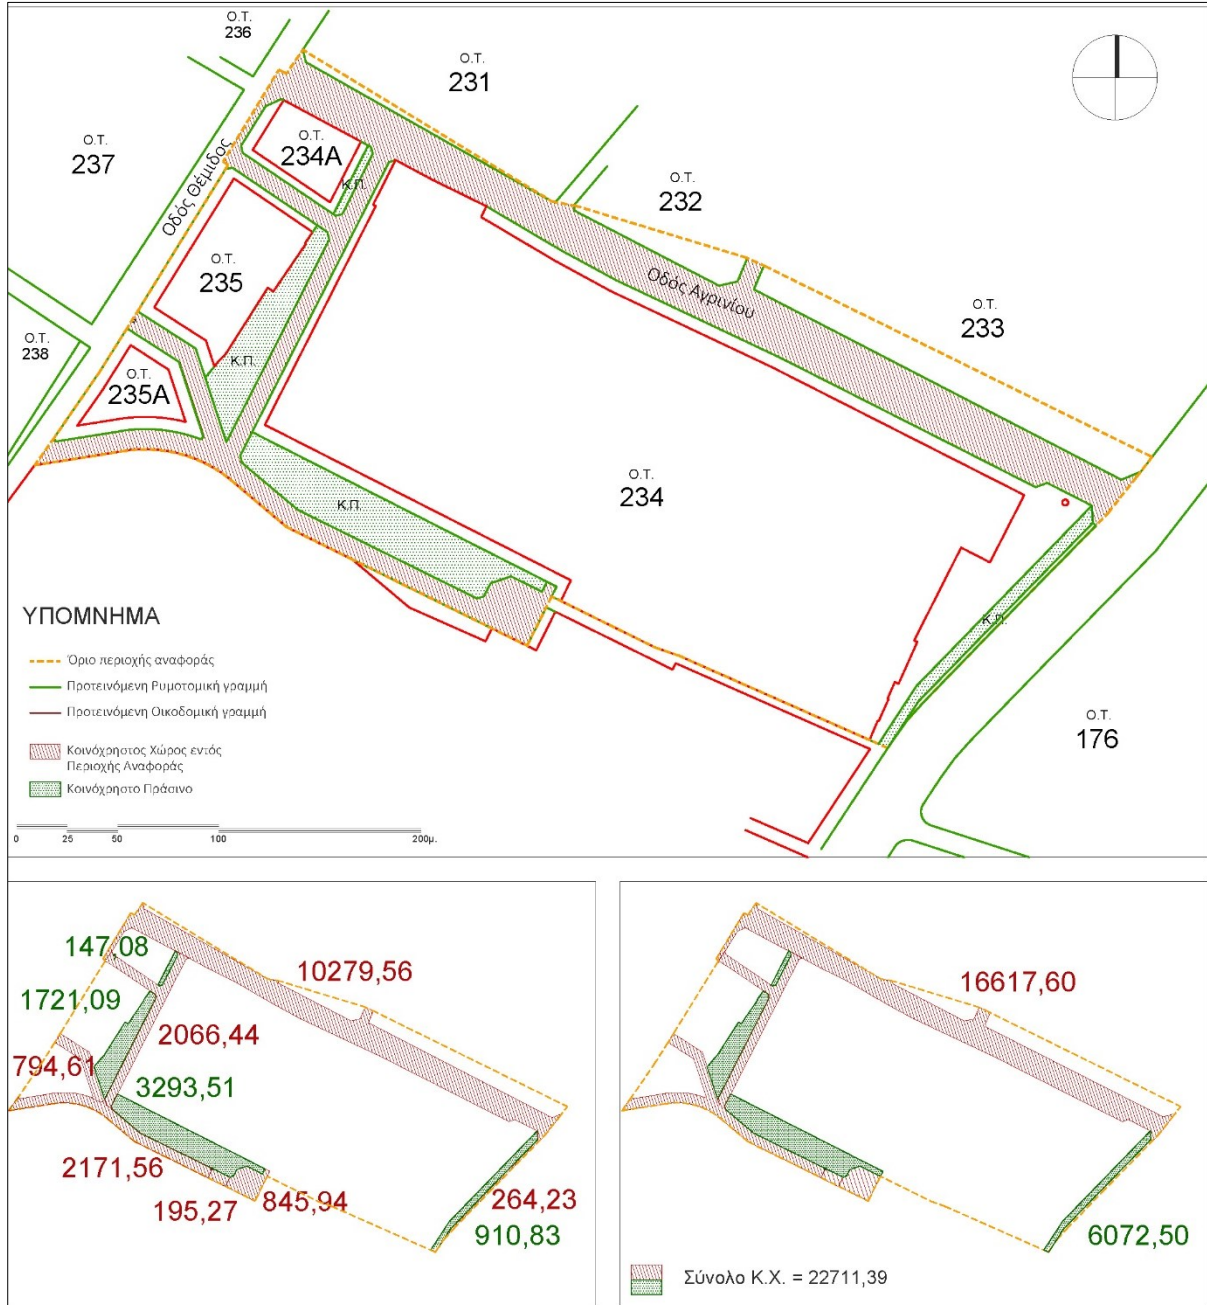 Ο.Τ.
236
Ο.Τ.
231
Ο.Τ.
237
Ο.Τ.
234Α
Κ.Π.
Οδός Θέμιδος
Ο.Τ.
232
Ο.Τ.
235
Οδός Αγρινίου
Ο.Τ.
233
Ο.Τ.
238
Κ.Π.
Ο.Τ.
235Α
Ο.Τ.
234
Κ.Π.
Κ.Π.
Ο.Τ.
176
ΥΠΟΜΝΗΜΑ
Όριο περιοχής αναφοράς
Προτεινόμενη Ρυμοτομική γραμμή
Προτεινόμενη Οικοδομική γραμμή
Κοινόχρηστος Χώρος εντός
Περιοχής Αναφοράς
Κοινόχρηστο Πράσινο
0 25 50 100 200μ.
147,08
10279,56
1721,09
2066,44
794,61
3293,51
2171,56
195,27
845,94
264,23
910,83
16617,60
6072,50
Σύνολο Κ.Χ. = 22711,39